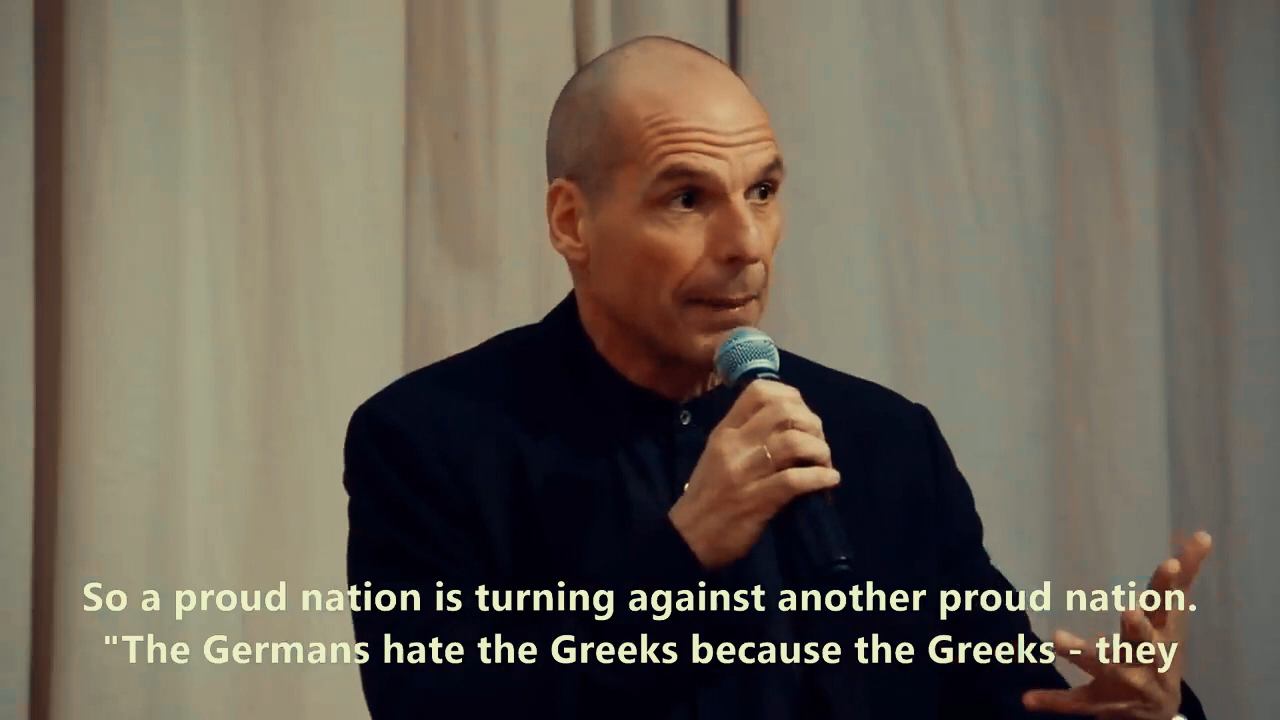 So a proud nation is turning against another proud nation.
"The Germans hate the Greeks because the Greeks - they